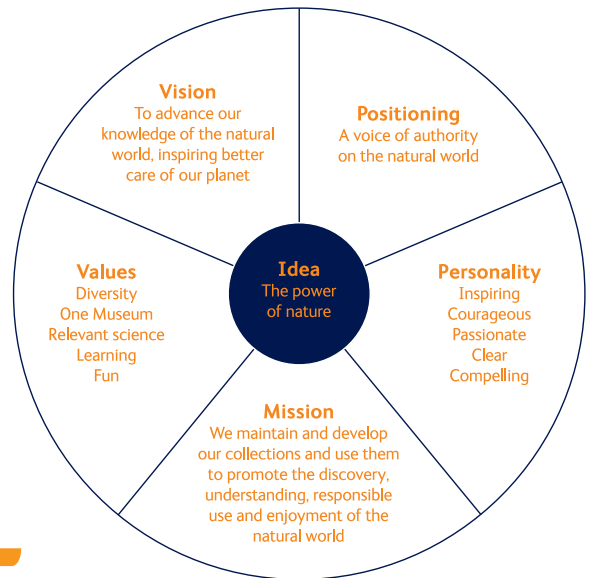 Vision
To advance our
knowledge of the natural
world, inspiring better
care of our planet
Positioning
A voice of authority
on the natural world
Values
Diversity
One Museum
Relevant science
Learning
Fun
Idea
The power
of nature
Personality
Inspiring
Courageous
Passionate
Clear
Compelling
Mission
We maintain and develop
our collections and use them
to promote the discovery,
understanding, responsible
use and enjoyment of the
natural world